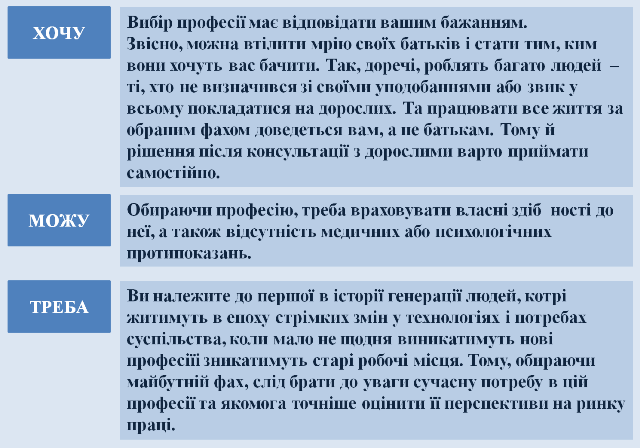 ХОЧУ
Вибір професії має відповідати вашим бажанням.
Звісно, можна втілити мрію своїх батьків і стати тим, ким
вони хочуть вас бачити. Так, доречі, роблять багато людей –
ті, хто не визначився зі своїми уподобаннями або звик у
всьому покладатися на дорослих. Та працювати все життя за
обраним фахом доведеться вам, а не батькам. Тому й
рішення після консультації з дорослими варто приймати
самостійно.
МОЖУ
Обираючи професію, треба враховувати власні здіб ності до
неї, а також відсутність медичних або психологічних
протипоказань.
ТРЕБА
Ви належите до першої в історії генерації людей, котрі
житимуть в епоху стрімких змін у технологіях і потребах
суспільства, коли мало не щодня виникатимуть нові
професіїі зникатимуть старі робочі місця. Тому, обираючи
майбутній фах, слід брати до уваги сучасну потребу в цій
професії та якомога точніше оцінити її перспективи на ринку
праці.